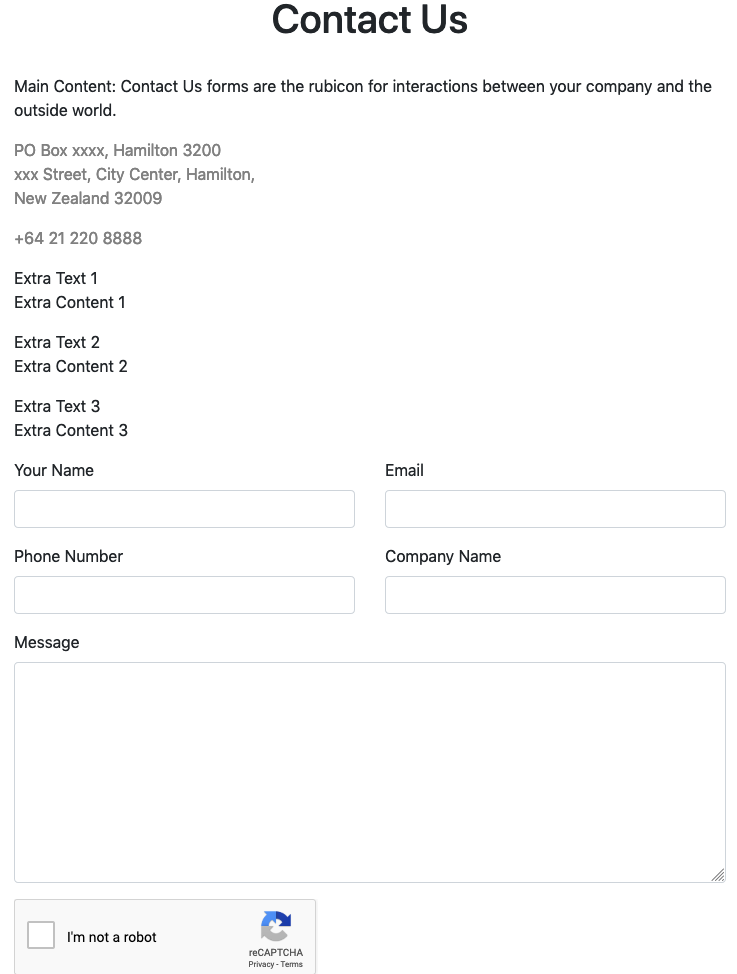 Contact Us
Main Content: Contact Us forms are the rubicon for interactions between your company and the
outside world.
PO Box xxxx, Hamilton 3200
xxx Street, City Center, Hamilton,
New Zealand 32009
+64 21 220 8888
Extra Text 1
Extra Content 1
Extra Text 2
Extra Content 2
Extra Text 3
Extra Content 3
Your Name
Email
Phone Number
Company Name
Message
I'm not a robot
reCAPTCHA
Privacy - Terms